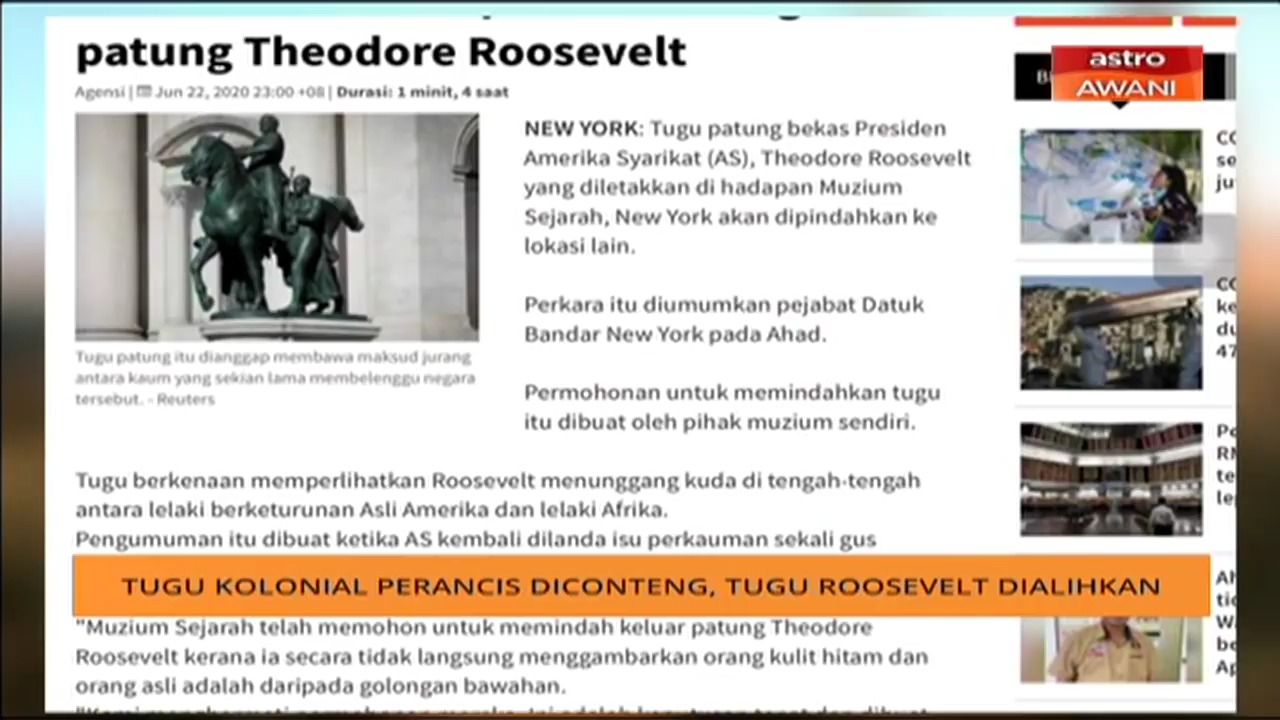 patung Theodore Roosevelt
Agensi | Jun 22, 2020 23:00 +08 | Durasi: 1 minit, 4 saat
astro
AWANI
NEW YORK: Tugu patung bekas Presiden
Amerika Syarikat (AS), Theodore Roosevelt
yang diletakkan di hadapan Muzium
Sejarah, New York akan dipindahkan ke
lokasi lain.
Perkara itu diumumkan pejabat Datuk
Bandar New York pada Ahad.
Permohonan untuk memindahkan tugu
itu dibuat oleh pihak muzium sendiri.
Tugu patung itu dianggap membawa maksud jurang
antara kaum yang sekian lama membelenggu negara
tersebut. - Reuters
Tugu berkenaan memperlihatkan Roosevelt menunggang kuda di tengah-tengah
antara lelaki berketurunan Asli Amerika dan lelaki Afrika.
Pengumuman itu dibuat ketika AS kembali dilanda isu perkauman sekali gus
TUGU KOLONIAL PERANCIS DICONTENG, TUGU ROOSEVELT DIALIHKAN
"Muzium Sejarah telah memohon untuk memindah keluar patung Theodore
Roosevelt kerana ia secara tidak langsung menggambarkan orang kulit hitam dan
orang asli adalah daripada golongan bawahan.